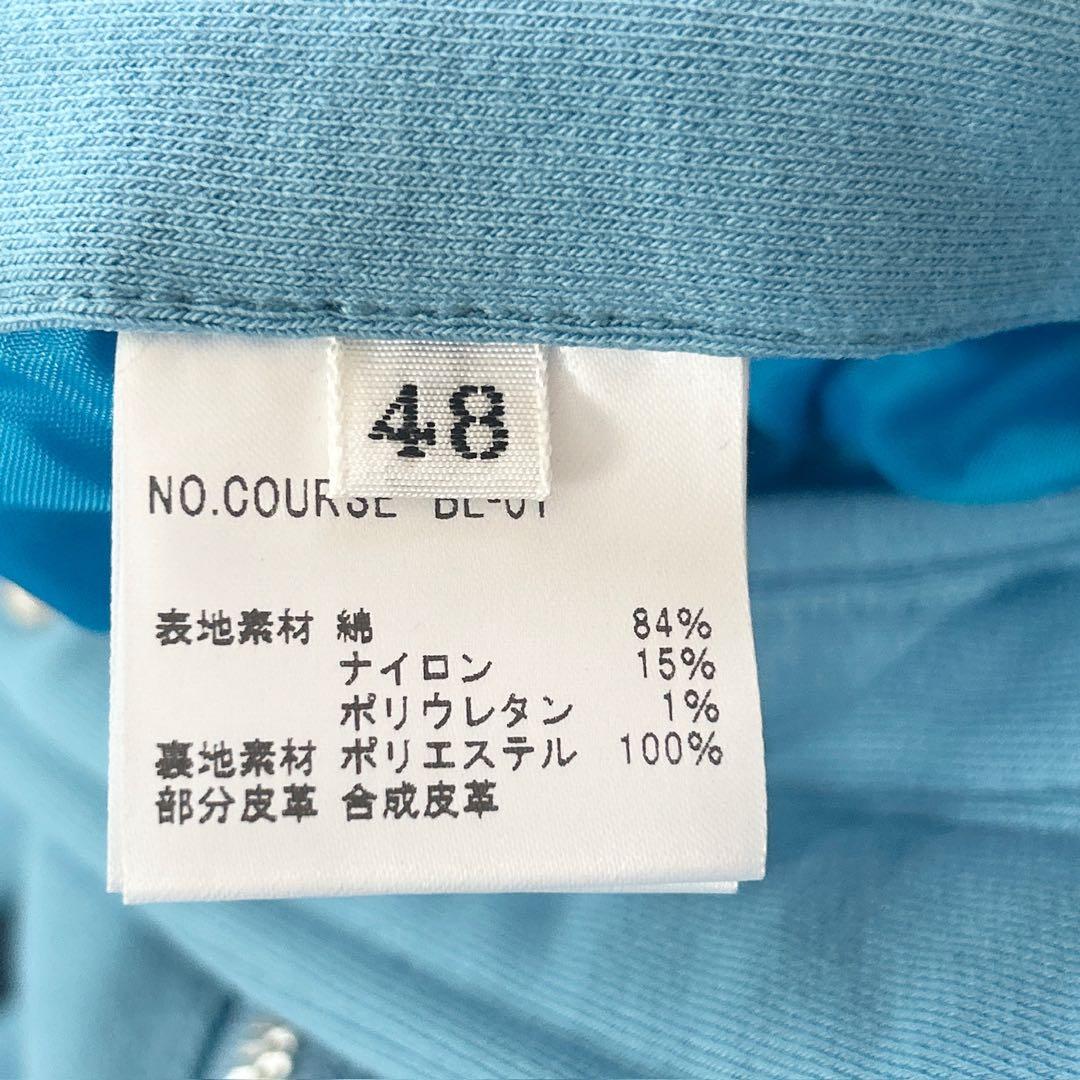 48
NO.COURSE BL-01
表地素材 綿 84%
ナイロン 15%
ポリウレタン 1%
裏地素材 ポリエステル 100%
部分皮革 合成皮革